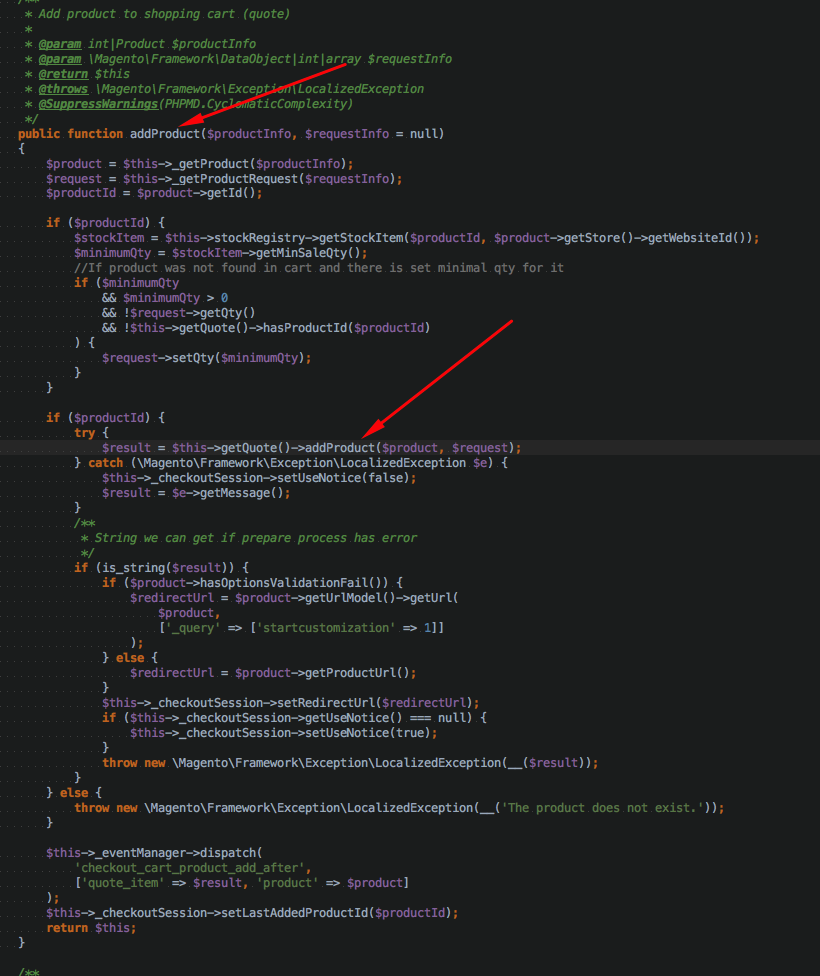 /**
* Add product to shopping cart (quote)
*
* @param int|Product $productInfo
* @param \Magento\Framework\DataObject|int|array $requestInfo
* @return $this
* @throws \Magento\Framework\Exception\LocalizedException
* @SuppressWarnings(PHPMD.CyclomaticComplexity)
*/
public function addProduct($productInfo, $requestInfo = null)
{
    $product = $this->_getProduct($productInfo);
    $request = $this->_getProductRequest($requestInfo);
    $productId = $product->getId();

    if ($productId) {
        $stockItem = $this->stockRegistry->getStockItem($productId, $product->getStore()->getWebsiteId());
        $minimumQty = $stockItem->getMinSaleQty();
        //If product was not found in cart and there is set minimal qty for it
        if ($minimumQty
            && $minimumQty > 0
            && !$request->getQty()
            && !$this->getQuote()->hasProductId($productId)
        ) {
            $request->setQty($minimumQty);
        }
    }

    if ($productId) {
        try {
            $result = $this->getQuote()->addProduct($product, $request);
        } catch (\Magento\Framework\Exception\LocalizedException $e) {
            $this->_checkoutSession->setUseNotice(false);
            $result = $e->getMessage();
        }
        /**
         * String we can get if prepare process has error
         */
        if (is_string($result)) {
            if ($product->hasOptionsValidationFail()) {
                $redirectUrl = $product->getUrlModel()->getUrl(
                    $product,
                    ['_query' => ['startcustomization' => 1]]
                );
            } else {
                $redirectUrl = $product->getProductUrl();
            }
            $this->_checkoutSession->setRedirectUrl($redirectUrl);
            if ($this->_checkoutSession->getUseNotice() === null) {
                $this->_checkoutSession->setUseNotice(true);
            }
            throw new \Magento\Framework\Exception\LocalizedException(__($result));
        }
    } else {
        throw new \Magento\Framework\Exception\LocalizedException(__('The product does not exist.'));
    }

    $this->_eventManager->dispatch(
        'checkout_cart_product_add_after',
        ['quote_item' => $result, 'product' => $product]
    );
    $this->_checkoutSession->setLastAddedProductId($productId);
    return $this;
}

/**